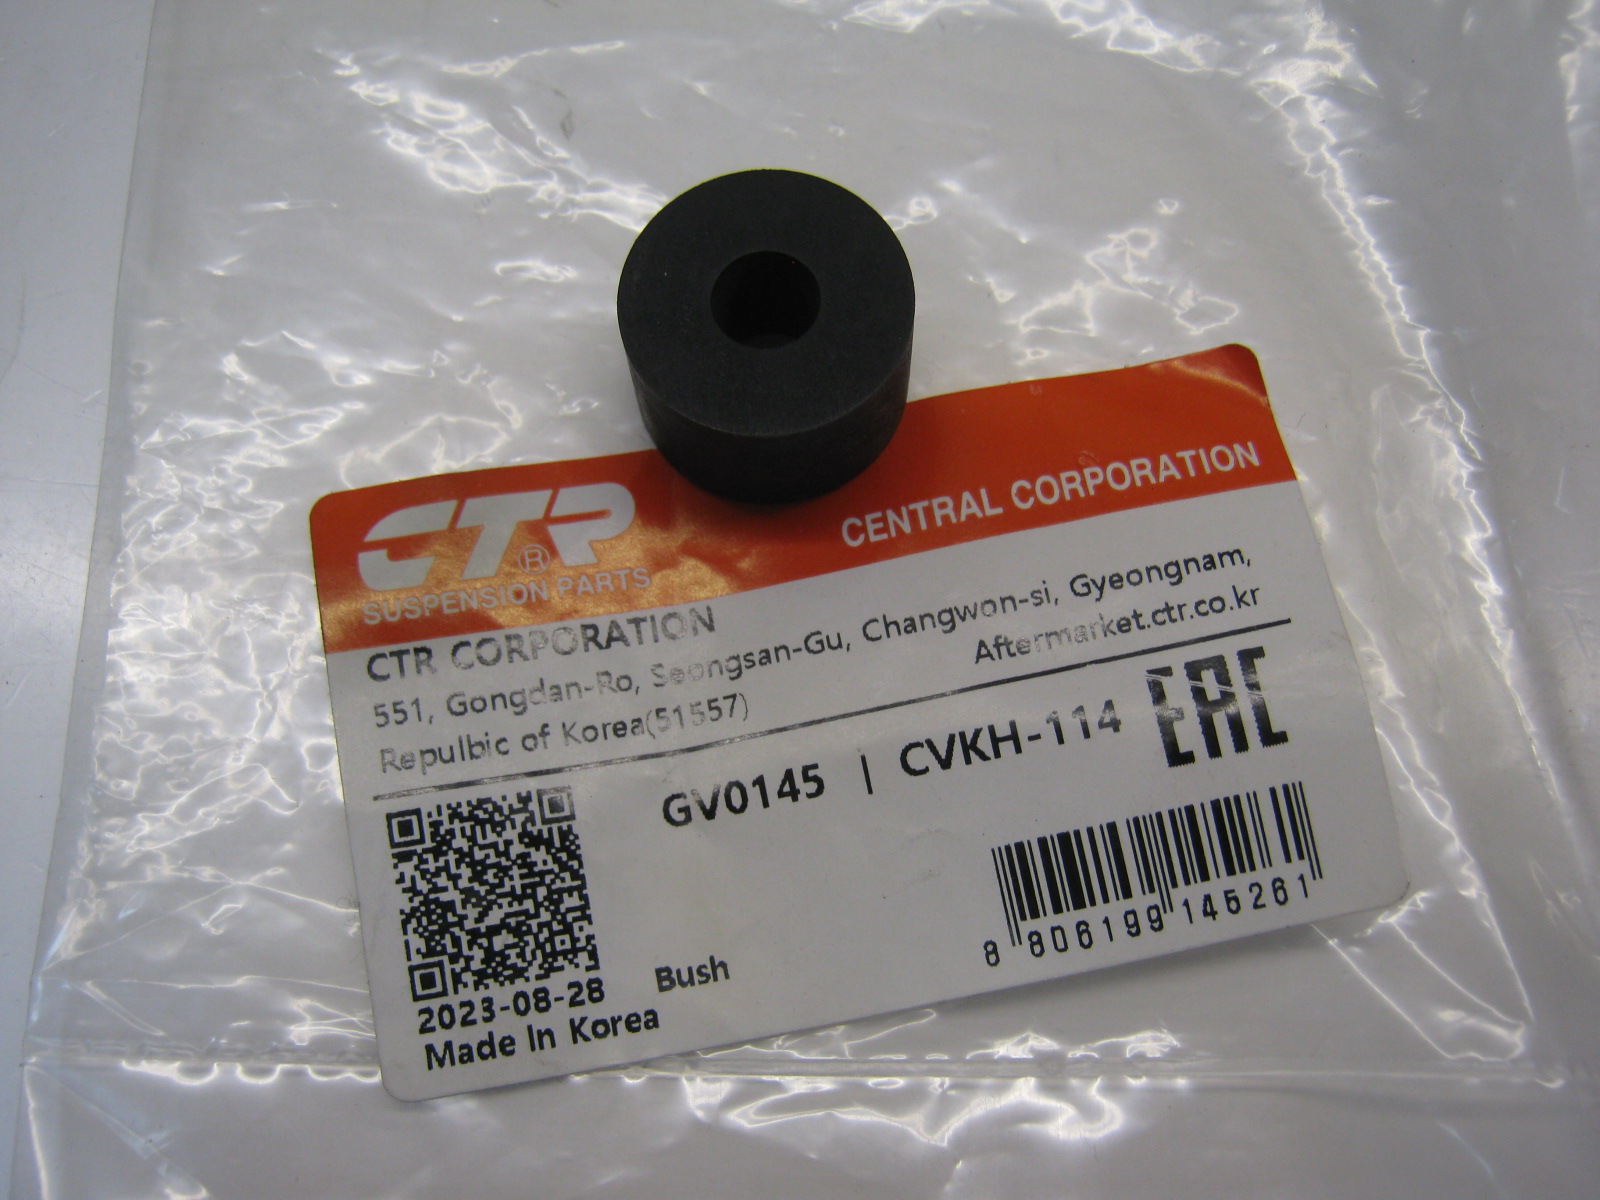 CTR
®
SUSPENSION PARTS
CENTRAL CORPORATION
CTR CORPORATION
551, Gongdan-Ro, Seongsan-Gu, Changwon-si, Gyeongnam,
Repulbic of Korea(51557)
Aftermarket.ctr.co.kr
GV0145 | CVKH-114
EAC
8 806199 145261
2023-08-28
Bush
Made In Korea